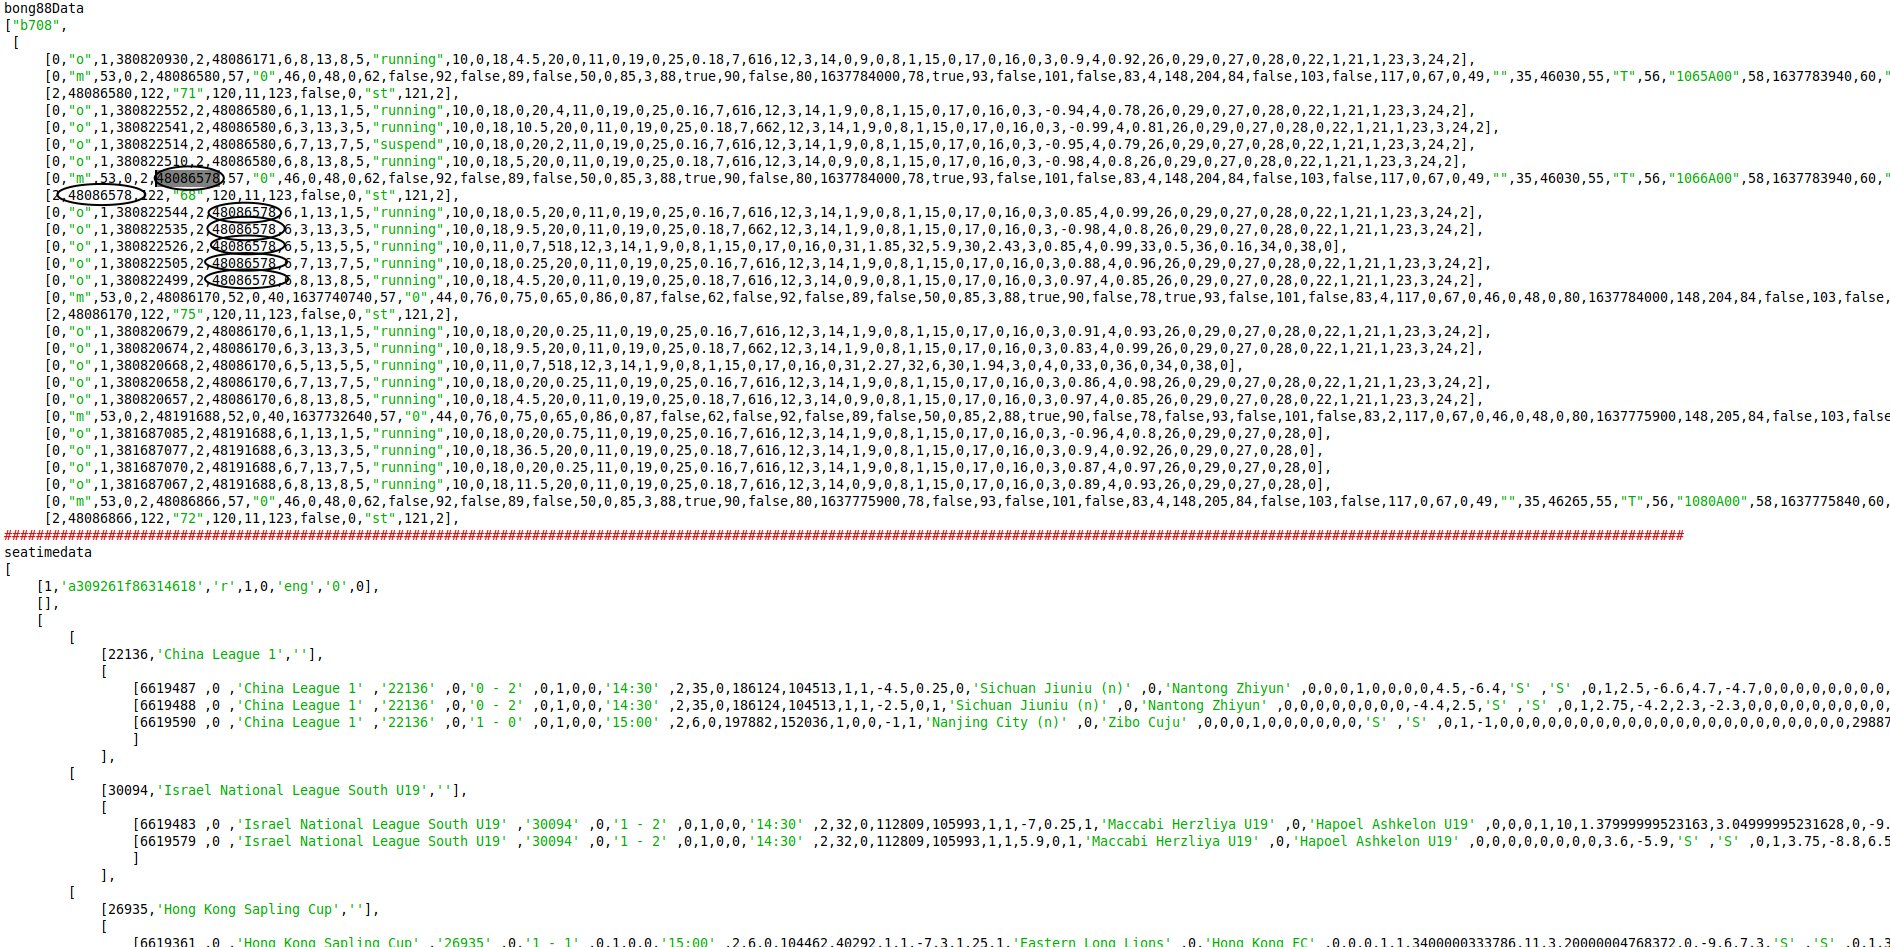 bong88Data
["b708",
[
[0,"o",1,380820930,2,48086171,6,8,13,8,5,"running",10,0,18,4.5,20,0,11,0,19,0,25,0.18,7,616,12,3,14,0,9,0,8,1,15,0,17,0,16,0,3,0.9,4,0.92,26,0,29,0,27,0,28,0,22,1,21,1,23,3,24,2],
[0,"m",53,0,2,48086580,57,"0",46,0,48,0,62,false,92,false,89,false,50,0,85,3,88,true,90,false,80,1637784000,78,true,93,false,101,false,83,4,148,204,84,false,103,false,117,0,67,0,49,"",35,46030,55,"T",56,"1065A00",58,1637783940,60,"
[2,48086580,122,"71",120,11,123,false,0,"st",121,2],
[0,"o",1,380822552,2,48086580,6,1,13,1,5,"running",10,0,18,0,20,4,11,0,19,0,25,0.16,7,616,12,3,14,1,9,0,8,1,15,0,17,0,16,0,3,-0.94,4,0.78,26,0,29,0,27,0,28,0,22,1,21,1,23,3,24,2],
[0,"o",1,380822541,2,48086580,6,3,13,3,5,"running",10,0,18,10.5,20,0,11,0,19,0,25,0.18,7,662,12,3,14,1,9,0,8,1,15,0,17,0,16,0,3,-0.99,4,0.81,26,0,29,0,27,0,28,0,22,1,21,1,23,3,24,2],
[0,"o",1,380822514,2,48086580,6,7,13,7,5,"suspend",10,0,18,0,20,2,11,0,19,0,25,0.16,7,616,12,3,14,1,9,0,8,1,15,0,17,0,16,0,3,-0.95,4,0.79,26,0,29,0,27,0,28,0,22,1,21,1,23,3,24,2],
[0,"o",1,380822510,2,48086580,6,8,13,8,5,"running",10,0,18,5,20,0,11,0,19,0,25,0.18,7,616,12,3,14,0,9,0,8,1,15,0,17,0,16,0,3,-0.98,4,0.8,26,0,29,0,27,0,28,0,22,1,21,1,23,3,24,2],
[0,"m",53,0,2,48086578,57,"0",46,0,48,0,62,false,92,false,89,false,50,0,85,3,88,true,90,false,80,1637784000,78,true,93,false,101,false,83,4,148,204,84,false,103,false,117,0,67,0,49,"",35,46030,55,"T",56,"1066A00",58,1637783940,60,"
[2,48086578,122,"68",120,11,123,false,0,"st",121,2],
[0,"o",1,380822544,2,48086578,6,1,13,1,5,"running",10,0,18,0.5,20,0,11,0,19,0,25,0.16,7,616,12,3,14,1,9,0,8,1,15,0,17,0,16,0,3,0.85,4,0.99,26,0,29,0,27,0,28,0,22,1,21,1,23,3,24,2],
[0,"o",1,380822535,2,48086578,6,3,13,3,5,"running",10,0,18,9.5,20,0,11,0,19,0,25,0.18,7,662,12,3,14,1,9,0,8,1,15,0,17,0,16,0,3,-0.98,4,0.8,26,0,29,0,27,0,28,0,22,1,21,1,23,3,24,2],
[0,"o",1,380822526,2,48086578,6,5,13,5,5,"running",10,0,11,0,7,518,12,3,14,1,9,0,8,1,15,0,17,0,16,0,31,1.85,32,5.9,30,2.43,3,0.85,4,0.99,33,0.5,36,0.16,34,0,38,0],
[0,"o",1,380822505,2,48086578,6,7,13,7,5,"running",10,0,18,0.25,20,0,11,0,19,0,25,0.16,7,616,12,3,14,1,9,0,8,1,15,0,17,0,16,0,3,0.88,4,0.96,26,0,29,0,27,0,28,0,22,1,21,1,23,3,24,2],
[0,"o",1,380822499,2,48086578,6,8,13,8,5,"running",10,0,18,4.5,20,0,11,0,19,0,25,0.18,7,616,12,3,14,0,9,0,8,1,15,0,17,0,16,0,3,0.97,4,0.85,26,0,29,0,27,0,28,0,22,1,21,1,23,3,24,2],
[0,"m",53,0,2,48086170,52,0,40,1637740740,57,"0",44,0,76,0,75,0,65,0,86,0,87,false,62,false,92,false,89,false,50,0,85,3,88,true,90,false,78,true,93,false,101,false,83,4,117,0,67,0,46,0,48,0,80,1637784000,148,204,84,false,103,false,
[2,48086170,122,"75",120,11,123,false,0,"st",121,2],
[0,"o",1,380820679,2,48086170,6,1,13,1,5,"running",10,0,18,0,20,0.25,11,0,19,0,25,0.16,7,616,12,3,14,1,9,0,8,1,15,0,17,0,16,0,3,0.91,4,0.93,26,0,29,0,27,0,28,0,22,1,21,1,23,3,24,2],
[0,"o",1,380820674,2,48086170,6,3,13,3,5,"running",10,0,18,9.5,20,0,11,0,19,0,25,0.18,7,662,12,3,14,1,9,0,8,1,15,0,17,0,16,0,3,0.83,4,0.99,26,0,29,0,27,0,28,0,22,1,21,1,23,3,24,2],
[0,"o",1,380820668,2,48086170,6,5,13,5,5,"running",10,0,11,0,7,518,12,3,14,1,9,0,8,1,15,0,17,0,16,0,31,2.27,32,6,30,1.94,3,0,4,0,33,0,36,0,34,0,38,0],
[0,"o",1,380820658,2,48086170,6,7,13,7,5,"running",10,0,18,0,20,0.25,11,0,19,0,25,0.16,7,616,12,3,14,1,9,0,8,1,15,0,17,0,16,0,3,0.86,4,0.98,26,0,29,0,27,0,28,0,22,1,21,1,23,3,24,2],
[0,"o",1,380820657,2,48086170,6,8,13,8,5,"running",10,0,18,4.5,20,0,11,0,19,0,25,0.18,7,616,12,3,14,0,9,0,8,1,15,0,17,0,16,0,3,0.97,4,0.85,26,0,29,0,27,0,28,0,22,1,21,1,23,3,24,2],
[0,"m",53,0,2,48191688,52,0,40,1637732640,57,"0",44,0,76,0,75,0,65,0,86,0,87,false,62,false,92,false,89,false,50,0,85,2,88,true,90,false,78,false,93,false,101,false,83,2,117,0,67,0,46,0,48,0,80,1637775900,148,205,84,false,103,false
[0,"o",1,381687085,2,48191688,6,1,13,1,5,"running",10,0,18,0,20,0.75,11,0,19,0,25,0.16,7,616,12,3,14,1,9,0,8,1,15,0,17,0,16,0,3,-0.96,4,0.8,26,0,29,0,27,0,28,0],
[0,"o",1,381687077,2,48191688,6,3,13,3,5,"running",10,0,18,36.5,20,0,11,0,19,0,25,0.18,7,662,12,3,14,1,9,0,8,1,15,0,17,0,16,0,3,0.9,4,0.92,26,0,29,0,27,0,28,0],
[0,"o",1,381687070,2,48191688,6,7,13,7,5,"running",10,0,18,0,20,0.25,11,0,19,0,25,0.16,7,616,12,3,14,1,9,0,8,1,15,0,17,0,16,0,3,0.87,4,0.97,26,0,29,0,27,0,28,0],
[0,"o",1,381687067,2,48191688,6,8,13,8,5,"running",10,0,18,11.5,20,0,11,0,19,0,25,0.18,7,616,12,3,14,0,9,0,8,1,15,0,17,0,16,0,3,0.89,4,0.93,26,0,29,0,27,0,28,0],
[0,"m",53,0,2,48086866,57,"0",46,0,48,0,62,false,92,false,89,false,50,0,85,3,88,true,90,false,80,1637775900,78,false,93,false,101,false,83,4,148,205,84,false,103,false,117,0,67,0,49,"",35,46265,55,"T",56,"1080A00",58,1637775840,60,
[2,48086866,122,"72",120,11,123,false,0,"st",121,2],
##################################################################################################################################################################################################################
seatimedata
[
[1,'a309261f86314618','r',1,0,'eng','0',0],
[],
[
[
[22136,'China League 1',''],
[
[6619487 ,0 ,'China League 1' ,'22136' ,0,'0 - 2' ,0,1,0,0,'14:30' ,2,35,0,186124,104513,1,1,-4.5,0.25,0,'Sichuan Jiuniu (n)' ,0,'Nantong Zhiyun' ,0,0,0,1,0,0,0,0,4.5,-6.4,'S' ,'S' ,0,1,2.5,-6.6,4.7,-4.7,0,0,0,0,0,0,0,
[6619488 ,0 ,'China League 1' ,'22136' ,0,'0 - 2' ,0,1,0,0,'14:30' ,2,35,0,186124,104513,1,1,-2.5,0,1,'Sichuan Jiuniu (n)' ,0,'Nantong Zhiyun' ,0,0,0,0,0,0,0,0,-4.4,2.5,'S' ,'S' ,0,1,2.75,-4.2,2.3,-2.3,0,0,0,0,0,0,0,
[6619590 ,0 ,'China League 1' ,'22136' ,0,'1 - 0' ,0,1,0,0,'15:00' ,2,6,0,197882,152036,1,0,0,-1,1,'Nanjing City (n)' ,0,'Zibo Cuju' ,0,0,0,1,0,0,0,0,0,0,'S' ,'S' ,0,1,-1,0,0,0,0,0,0,0,0,0,0,0,0,0,0,0,0,0,0,0,0,0,29887
]
],
[
[30094,'Israel National League South U19',''],
[
[6619483 ,0 ,'Israel National League South U19' ,'30094' ,0,'1 - 2' ,0,1,0,0,'14:30' ,2,32,0,112809,105993,1,1,-7,0.25,1,'Maccabi Herzliya U19' ,0,'Hapoel Ashkelon U19' ,0,0,0,1,10,1.37999999523163,3.04999995231628,0,-9.
[6619579 ,0 ,'Israel National League South U19' ,'30094' ,0,'1 - 2' ,0,1,0,0,'14:30' ,2,32,0,112809,105993,1,1,5.9,0,1,'Maccabi Herzliya U19' ,0,'Hapoel Ashkelon U19' ,0,0,0,0,0,0,0,0,3.6,-5.9,'S' ,'S' ,0,1,3.75,-8.8,6.5
]
],
[
[26935,'Hong Kong Sapling Cup',''],
[
[6619361 ,0 ,'Hong Kong Sapling Cup' ,'26935' ,0,'1 - 1' ,0,1,0,0,'15:00' ,2,6,0,104462,40292,1,1,-7.3,1.25,1,'Eastern Long Lions' ,0,'Hong Kong FC' ,0,0,0,1,1.3400000333786,11,3.20000004768372,0,-9.6,7.3,'S' ,'S' ,0,1,3